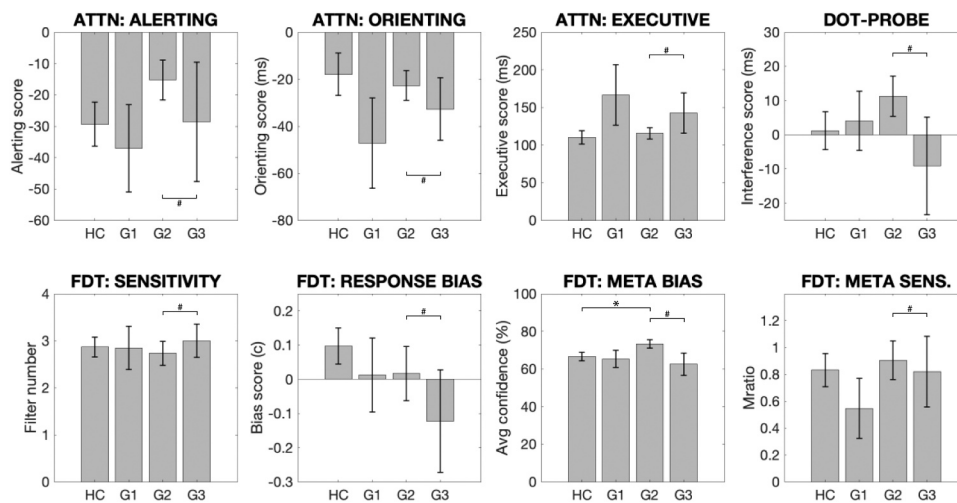 ATTN: ALERTING
0
-10
-20
-30
-40
-50
-60
Alerting score
#
HC G1 G2 G3
ATTN: ORIENTING
0
-20
-40
-60
-80
Orienting score (ms)
#
HC G1 G2 G3
ATTN: EXECUTIVE
250
200
150
100
50
0
Executive score (ms)
#
HC G1 G2 G3
DOT-PROBE
30
20
10
0
-10
-20
Interference score (ms)
#
HC G1 G2 G3
FDT: SENSITIVITY
4
3
2
1
0
Filter number
#
HC G1 G2 G3
FDT: RESPONSE BIAS
0.3
0.2
0.1
0
-0.1
-0.2
-0.3
Bias score (c)
#
HC G1 G2 G3
FDT: META BIAS
100
80
60
40
20
0
Avg confidence (%)
*
#
HC G1 G2 G3
FDT: META SENS.
1.2
1
0.8
0.6
0.4
0.2
0
Mratio
#
HC G1 G2 G3